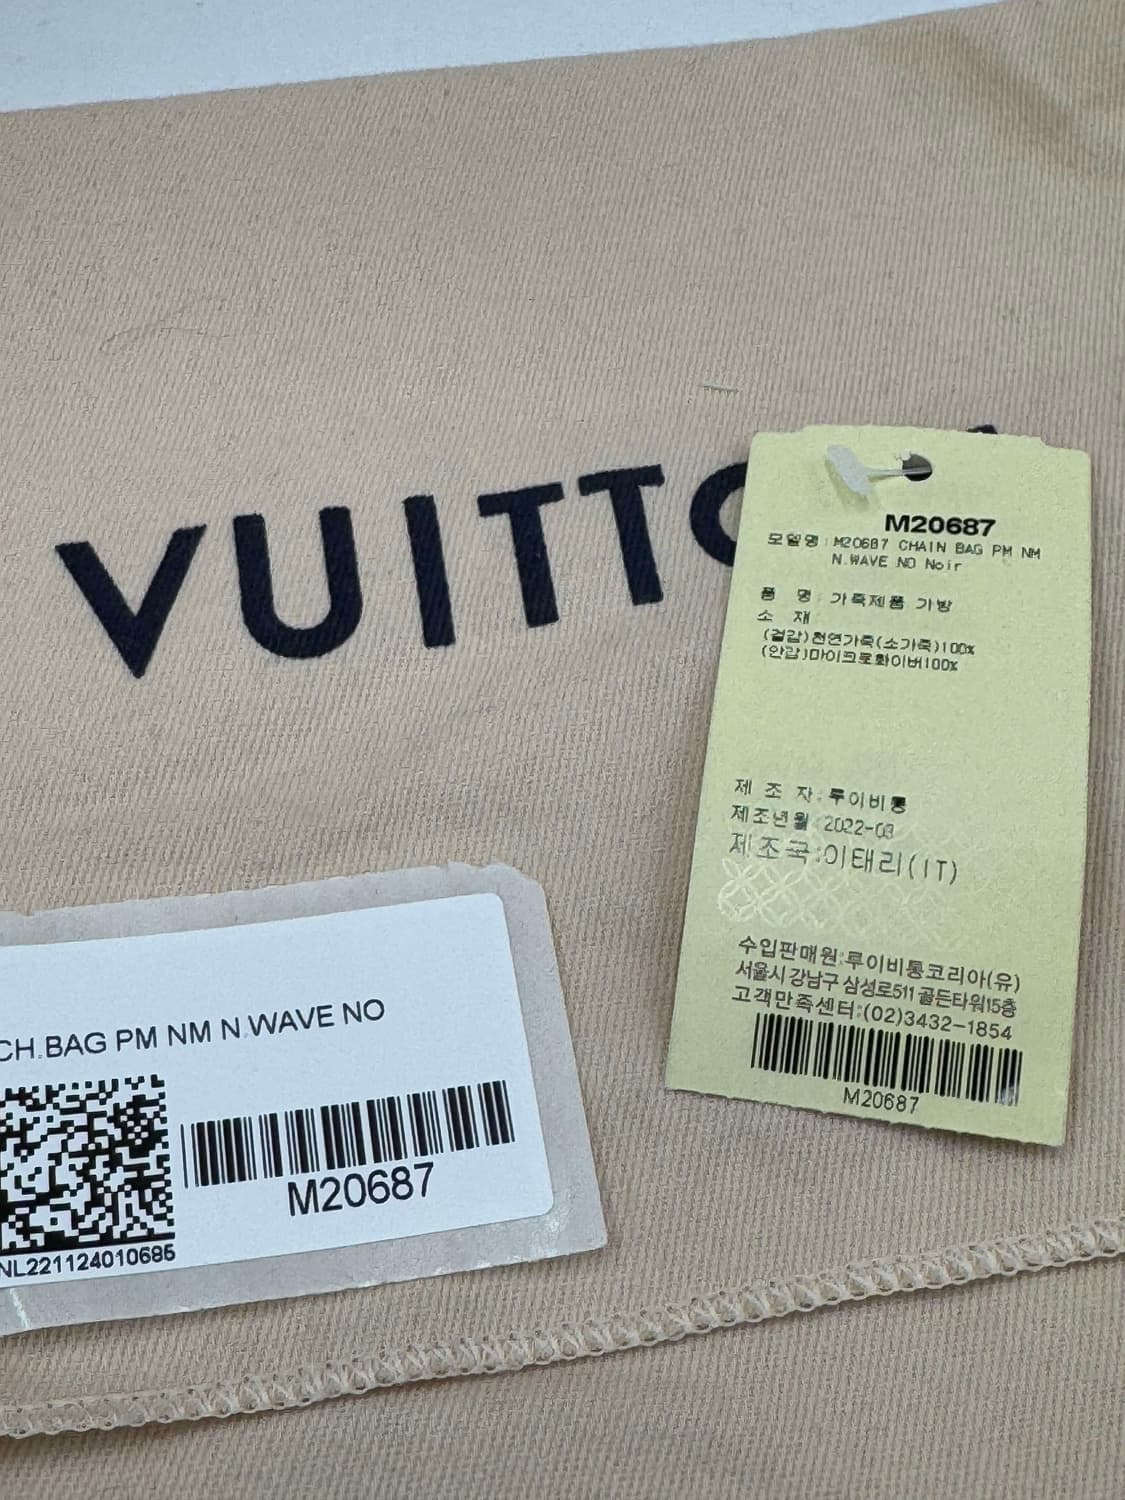 VUITTO
M20687
모델명:M20687 CHAIN BAG PM NM
N.WAVE NO Noir
품 명: 가죽제품 가방
소 재
(겉감)천연가죽(소가죽)100%
(안감)마이크로화이버100%
제 조 자:루이비통
제조년월:2022-03
제조국:이태리(IT)
수입판매원:루이비통코리아(유)
서울시 강남구 삼성로511 골든타워15층
고객만족센터:(02)3432-1854
M20687
CH.BAG PM NM N.WAVE NO
M20687
NL221124010686